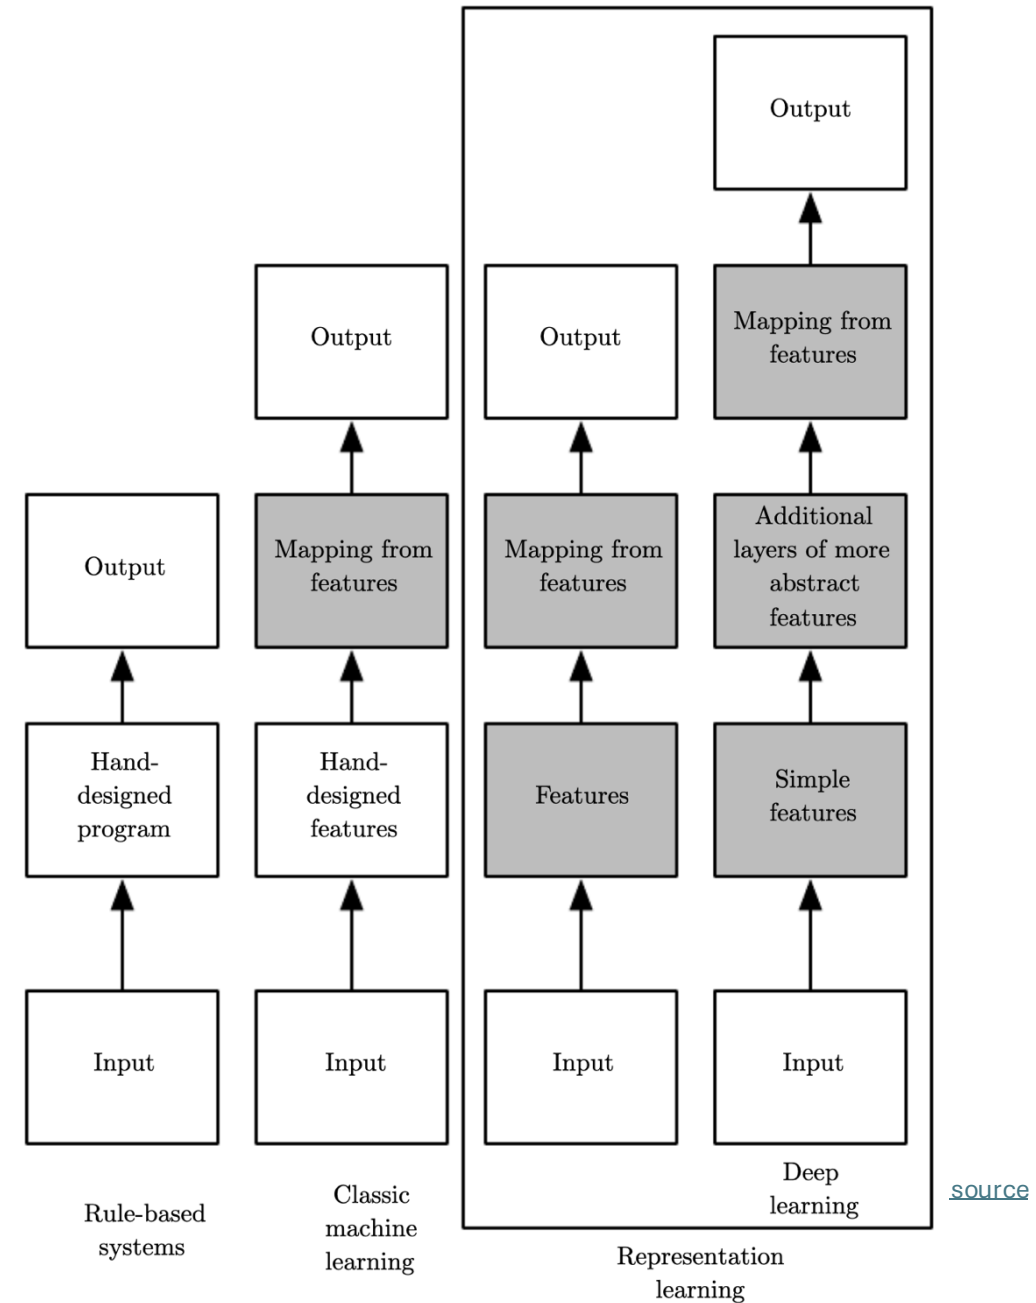 Output
Output
Output
Mapping from
features
Output
Mapping from
features
Mapping from
features
Additional
layers of more
abstract
features
Hand-
designed
program
Hand-
designed
features
Features
Simple
features
Input
Input
Input
Input
Rule-based
systems
Classic
machine
learning
Deep
learning
Representation
learning
source